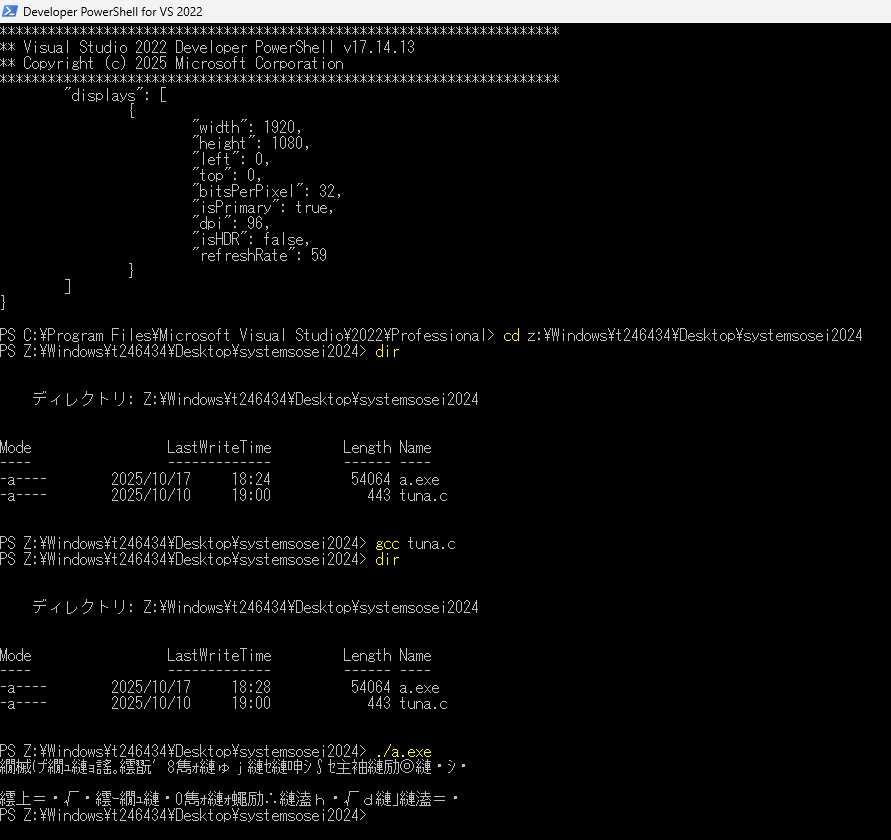 Developer PowerShell for VS 2022
**********************************************************************
** Visual Studio 2022 Developer PowerShell v17.14.13
** Copyright (c) 2025 Microsoft Corporation
**********************************************************************
"displays": [
{
"width": 1920,
"height": 1080,
"left": 0,
"top": 0,
"bitsPerPixel": 32,
"isPrimary": true,
"dpi": 96,
"isHDR": false,
"refreshRate": 59
}
]
}
PS C:¥Program Files¥Microsoft Visual Studio¥2022¥Professional> cd z:¥Windows¥t246434¥Desktop¥systemsosei2024
PS Z:¥Windows¥t246434¥Desktop¥systemsosei2024> dir
ディレクトリ: Z:¥Windows¥t246434¥Desktop¥systemsosei2024
Mode LastWriteTime Length Name
---- ------------- ------ ----
-a---- 2025/10/17 18:24 54064 a.exe
-a---- 2025/10/10 19:00 443 tuna.c
PS Z:¥Windows¥t246434¥Desktop¥systemsosei2024> gcc tuna.c
PS Z:¥Windows¥t246434¥Desktop¥systemsosei2024> dir
ディレクトリ: Z:¥Windows¥t246434¥Desktop¥systemsosei2024
Mode LastWriteTime Length Name
---- ------------- ------ ----
-a---- 2025/10/17 18:28 54064 a.exe
-a---- 2025/10/10 19:00 443 tuna.c
PS Z:¥Windows¥t246434¥Desktop¥systemsosei2024> ./a.exe
PS Z:¥Windows¥t246434¥Desktop¥systemsosei2024>